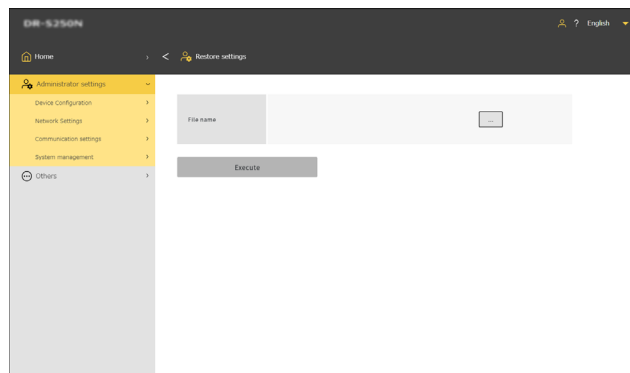 DR-S250N
? English
Home
< Restore settings
Administrator settings
Device Configuration
Network Settings
Communication settings
System management
Others
File name
...
Execute